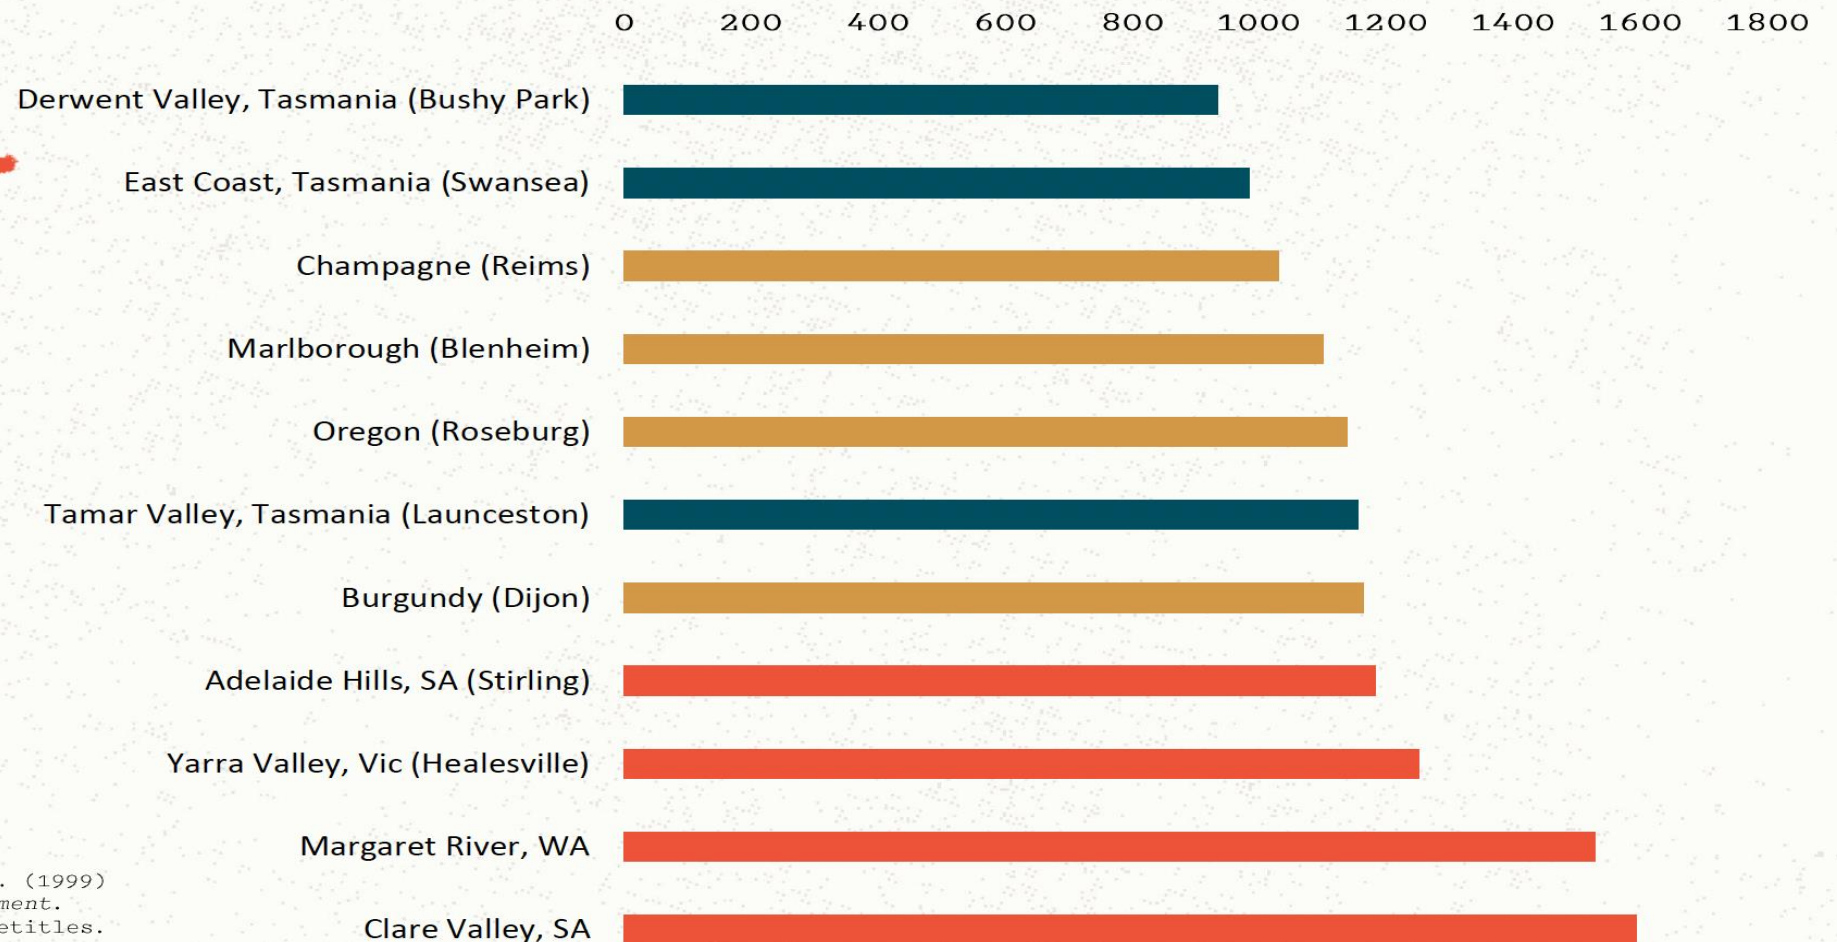 0 200 400 600 800 1000 1200 1400 1600 1800
Derwent Valley, Tasmania (Bushy Park)
East Coast, Tasmania (Swansea)
Champagne (Reims)
Marlborough (Blenheim)
Oregon (Roseburg)
Tamar Valley, Tasmania (Launceston)
Burgundy (Dijon)
Adelaide Hills, SA (Stirling)
Yarra Valley, Vic (Healesville)
Margaret River, WA
. (1999)
ment.
etitles.
Clare Valley, SA